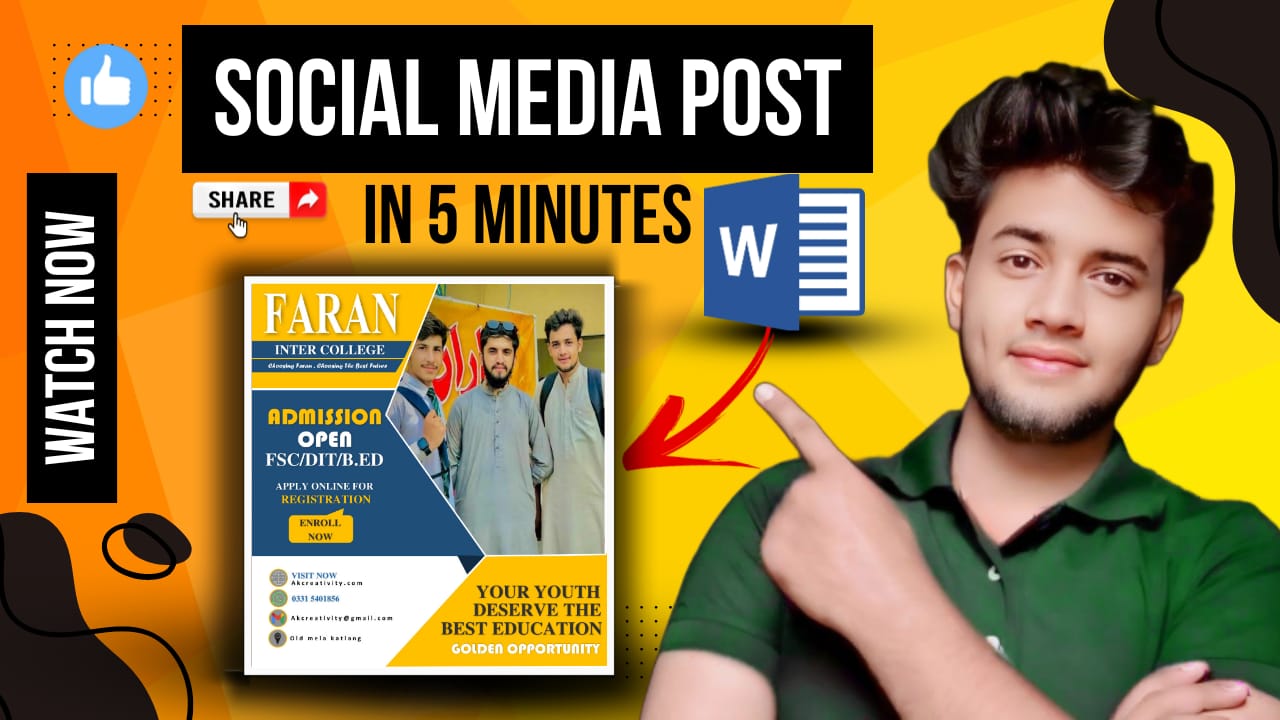 SOCIAL MEDIA POST
SHARE
IN 5 MINUTES
W
WATCH NOW
FARAN
INTER COLLEGE
Choosing Faran . Choosing The Best Future
ADMISSION
OPEN
FSC/DIT/B.ED
APPLY ONLINE FOR
REGISTRATION
ENROLL
NOW
VISIT NOW
Akcreativity.com
0331 5401856
Akcreativity@gmail.com
Old mela katlang
YOUR YOUTH
DESERVE THE
BEST EDUCATION
GOLDEN OPPORTUNITY